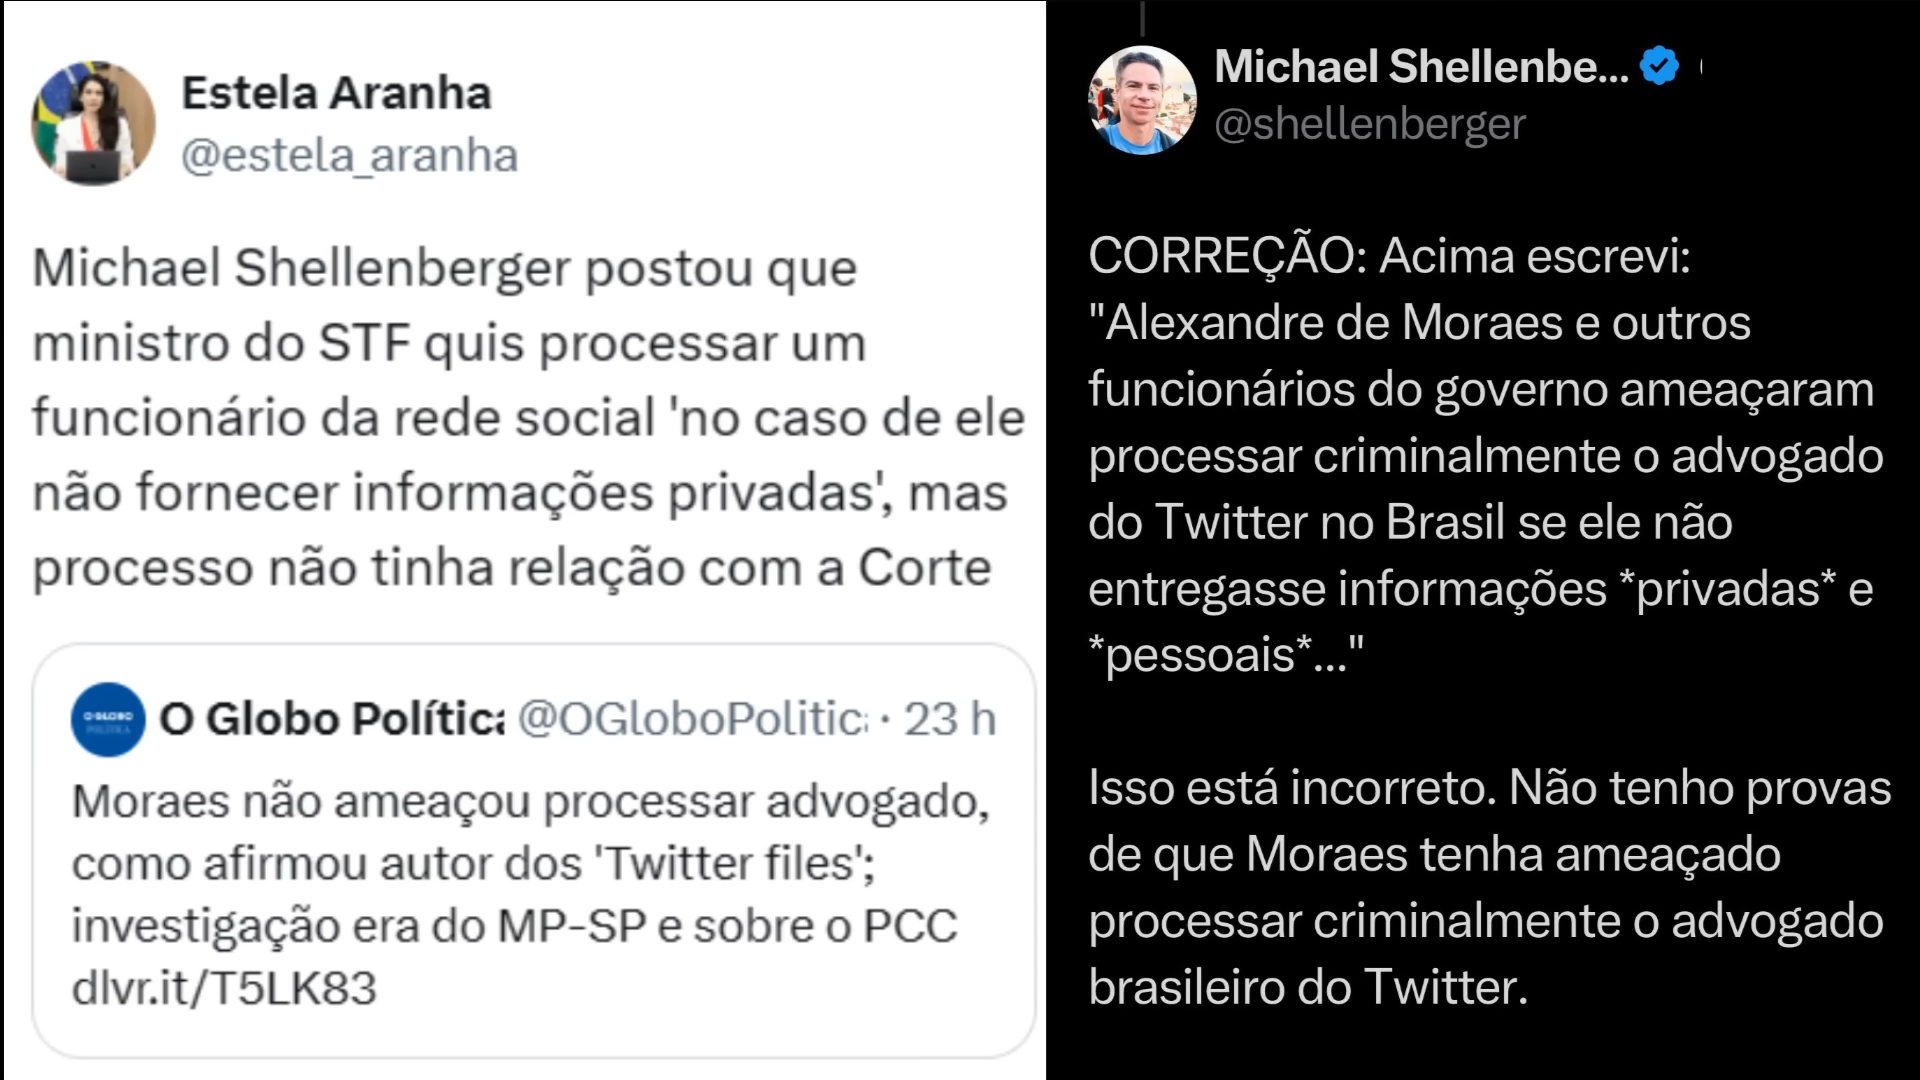 Estela Aranha
@estela_aranha
Michael Shellenberger postou que
ministro do STF quis processar um
funcionário da rede social 'no caso de ele
não fornecer informações privadas', mas
processo não tinha relação com a Corte
O GLOBO
POLÍTICA
O Globo Política @OGloboPolitica · 23 h
Moraes não ameaçou processar advogado,
como afirmou autor dos 'Twitter files';
investigação era do MP-SP e sobre o PCC
dlvr.it/T5LK83
Michael Shellenbe...
@shellenberger
CORREÇÃO: Acima escrevi:
"Alexandre de Moraes e outros
funcionários do governo ameaçaram
processar criminalmente o advogado
do Twitter no Brasil se ele não
entregasse informações *privadas* e
*pessoais*..."
Isso está incorreto. Não tenho provas
de que Moraes tenha ameaçado
processar criminalmente o advogado
brasileiro do Twitter.